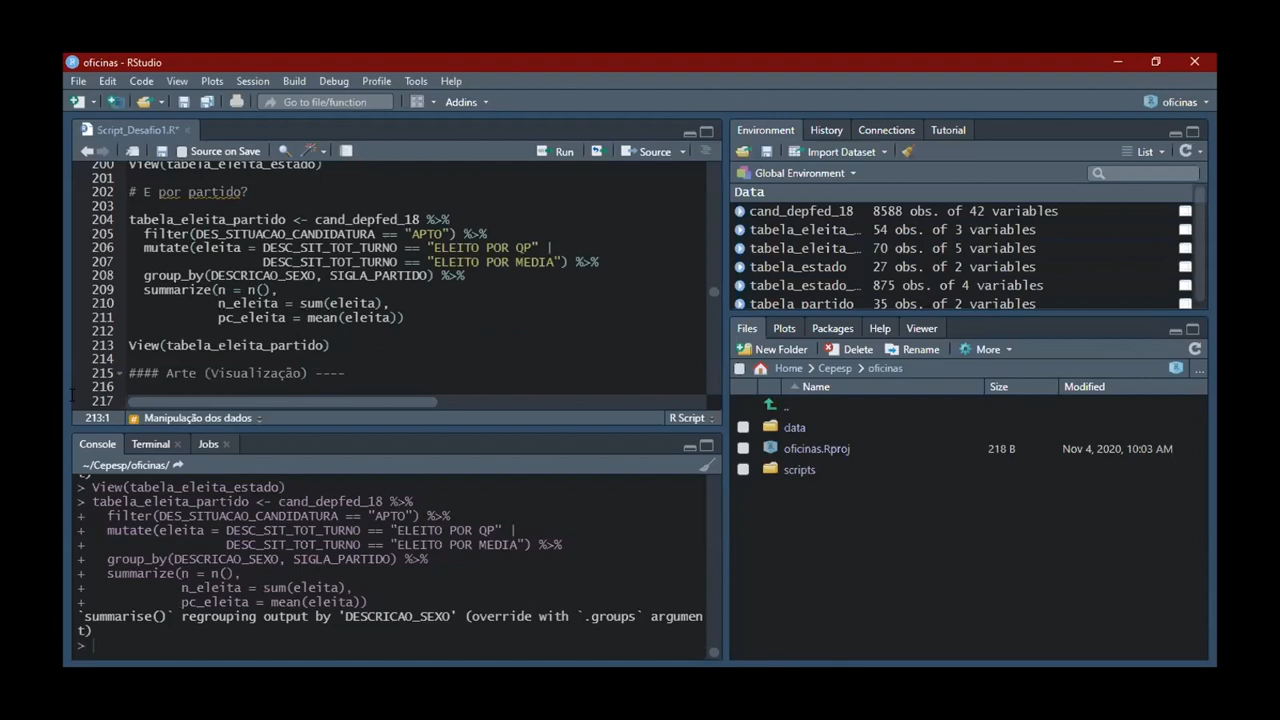 oficinas - RStudio
File Edit Code View Plots Session Build Debug Profile Tools Help
Go to file/function Addins oficinas
Script_Desafio1.R*
Source on Save Run Source
200 View(tabela_eleita_estado)
201
202 # E por partido?
203
204 tabela_eleita_partido <- cand_depfed_18 %>%
205 filter(DES_SITUACAO_CANDIDATURA == "APTO") %>%
206 mutate(eleita = DESC_SIT_TOT_TURNO == "ELEITO POR QP" |
207 DESC_SIT_TOT_TURNO == "ELEITO POR MEDIA") %>%
208 group_by(DESCRICAO_SEXO, SIGLA_PARTIDO) %>%
209 summarize(n = n(),
210 n_eleita = sum(eleita),
211 pc_eleita = mean(eleita))
212
213 View(tabela_eleita_partido)
214
215 #### Arte (Visualização) ----
216
217
213:1 Manipulação dos dados R Script
Console Terminal Jobs
~/Cepesp/oficinas/
> View(tabela_eleita_estado)
> tabela_eleita_partido <- cand_depfed_18 %>%
+ filter(DES_SITUACAO_CANDIDATURA == "APTO") %>%
+ mutate(eleita = DESC_SIT_TOT_TURNO == "ELEITO POR QP" |
+ DESC_SIT_TOT_TURNO == "ELEITO POR MEDIA") %>%
+ group_by(DESCRICAO_SEXO, SIGLA_PARTIDO) %>%
+ summarize(n = n(),
+ n_eleita = sum(eleita),
+ pc_eleita = mean(eleita))
`summarise()` regrouping output by 'DESCRICAO_SEXO' (override with `.groups` argumen
t)
>
Environment History Connections Tutorial
Import Dataset List
Global Environment
Data
cand_depfed_18 8588 obs. of 42 variables
tabela_eleita_… 54 obs. of 3 variables
tabela_eleita_… 70 obs. of 5 variables
tabela_estado 27 obs. of 2 variables
tabela_estado_… 875 obs. of 4 variables
tabela_partido 35 obs. of 2 variables
Files Plots Packages Help Viewer
New Folder Delete Rename More
Home Cepesp oficinas ...
Name Size Modified
..
data
oficinas.Rproj 218 B Nov 4, 2020, 10:03 AM
scripts